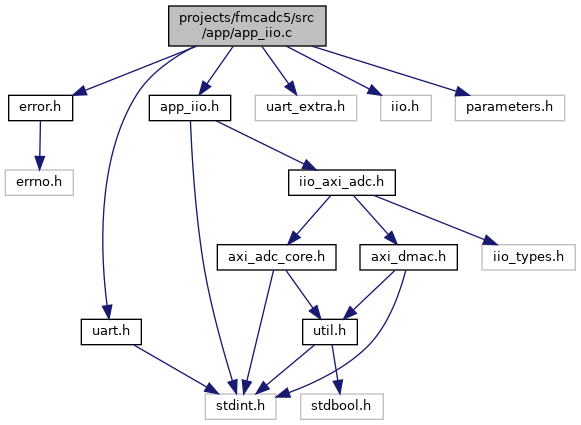 projects/fmcadc5/src
/app/app_iio.c
error.h
app_iio.h
uart_extra.h
iio.h
parameters.h
errno.h
iio_axi_adc.h
axi_adc_core.h
axi_dmac.h
iio_types.h
uart.h
util.h
stdint.h
stdbool.h